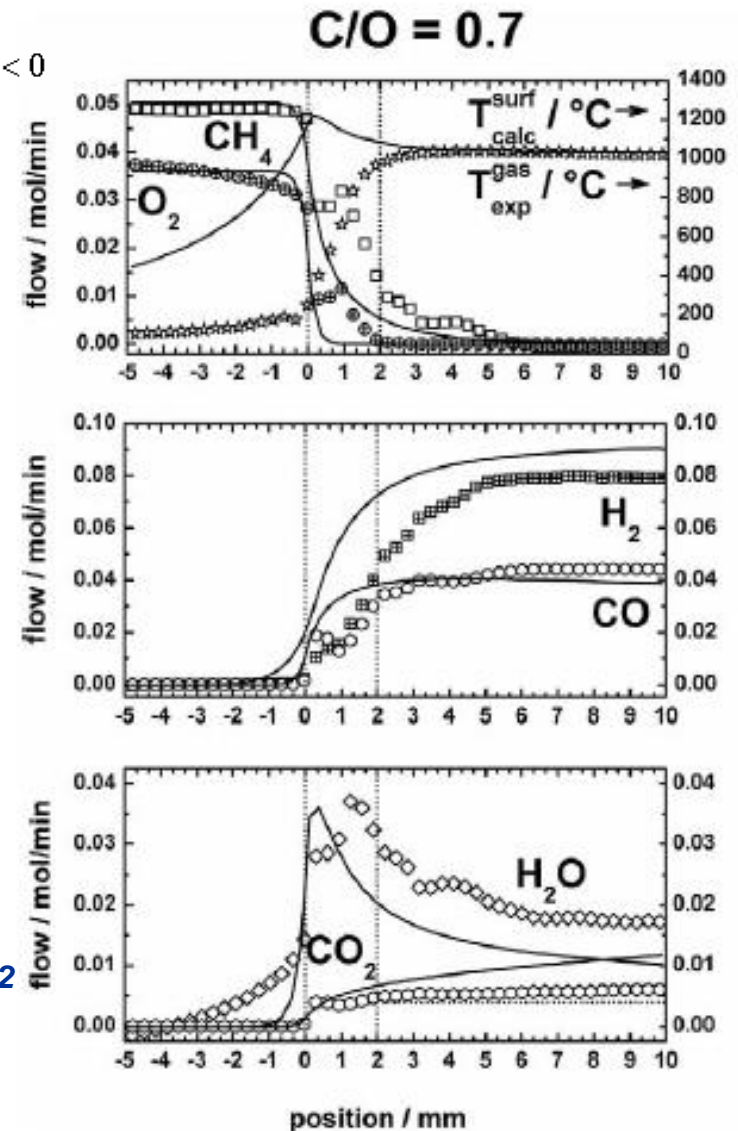 C/O = 0.7
< 0
1400
0.05
T surf calc / °C →
1200
CH4
0.04
1000
T gas exp / °C →
O2
0.03
800
600
0.02
400
0.01
200
0.00
0
flow / mol/min
-5 -4 -3 -2 -1 0 1 2 3 4 5 6 7 8 9 10
0.10 0.10
0.08 0.08
H2
0.06 0.06
0.04 0.04
CO
0.02 0.02
0.00 0.00
flow / mol/min
-5 -4 -3 -2 -1 0 1 2 3 4 5 6 7 8 9 10
0.04 0.04
0.03 0.03
H2O
0.02 0.02
CO2
0.01 0.01
2
0.00 0.00
flow / mol/min
-5 -4 -3 -2 -1 0 1 2 3 4 5 6 7 8 9 10
position / mm